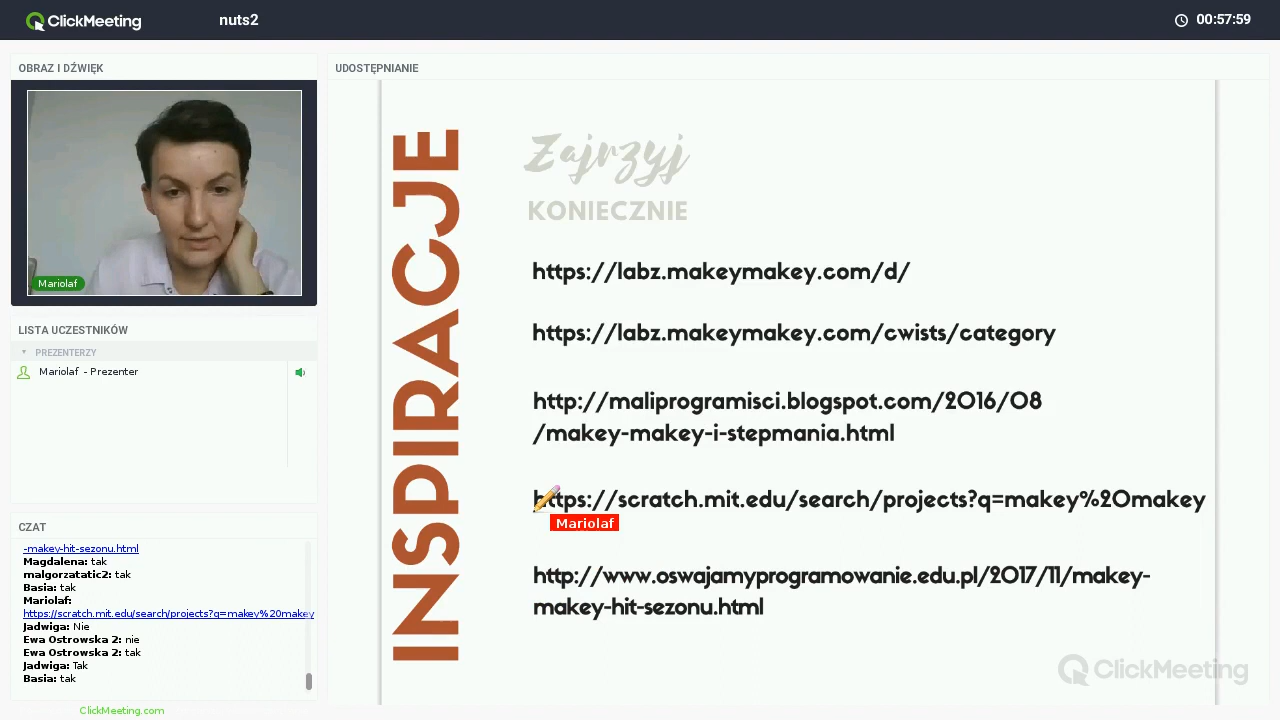 ClickMeeting
nuts2
00:57:59
OBRAZ I DŹWIĘK
Mariolaf
LISTA UCZESTNIKÓW
PREZENTERZY
Mariolaf - Prezenter
CZAT
-makey-hit-sezonu.html
Magdalena: tak
malgorzatatic2: tak
Basia: tak
Mariolaf:
https://scratch.mit.edu/search/projects?q=makey%20makey
Jadwiga: Nie
Ewa Ostrowska 2: nie
Ewa Ostrowska 2: tak
Jadwiga: Tak
Basia: tak
ClickMeeting.com
UDOSTĘPNIANIE
INSPIRACJE
Zajrzyj
KONIECZNIE
https://labz.makeymakey.com/d/
https://labz.makeymakey.com/cwists/category
http://maliprogramisci.blogspot.com/2016/08
/makey-makey-i-stepmania.html
https://scratch.mit.edu/search/projects?q=makey%20makey
Mariolaf
http://www.oswajamyprogramowanie.edu.pl/2017/11/makey-
makey-hit-sezonu.html
ClickMeeting